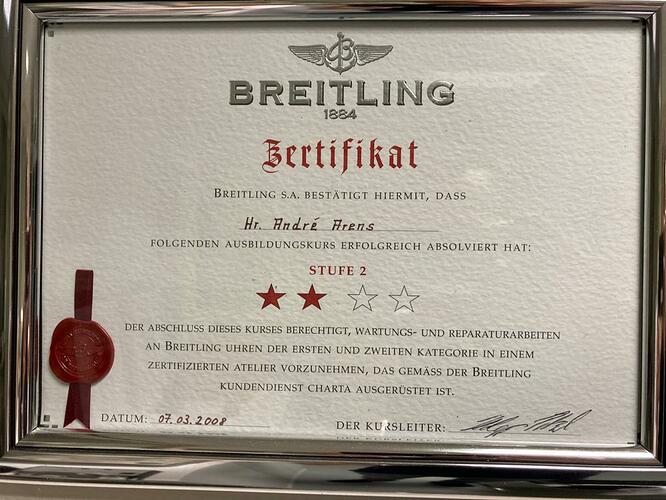 BREITLING
1884
Zertifikat
BREITLING S.A. BESTÄTIGT HIERMIT, DASS
Hr. André Arens
FOLGENDEN AUSBILDUNGSKURS ERFOLGREICH ABSOLVIERT HAT:
STUFE 2
DER ABSCHLUSS DIESES KURSES BERECHTIGT, WARTUNGS- UND REPARATURARBEITEN
AN BREITLING UHREN DER ERSTEN UND ZWEITEN KATEGORIE IN EINEM
ZERTIFIZIERTEN ATELIER VORZUNEHMEN, DAS GEMÄSS DER BREITLING
KUNDENDIENST CHARTA AUSGERÜSTET IST.
DATUM: 07.03.2008
DER KURSLEITER: